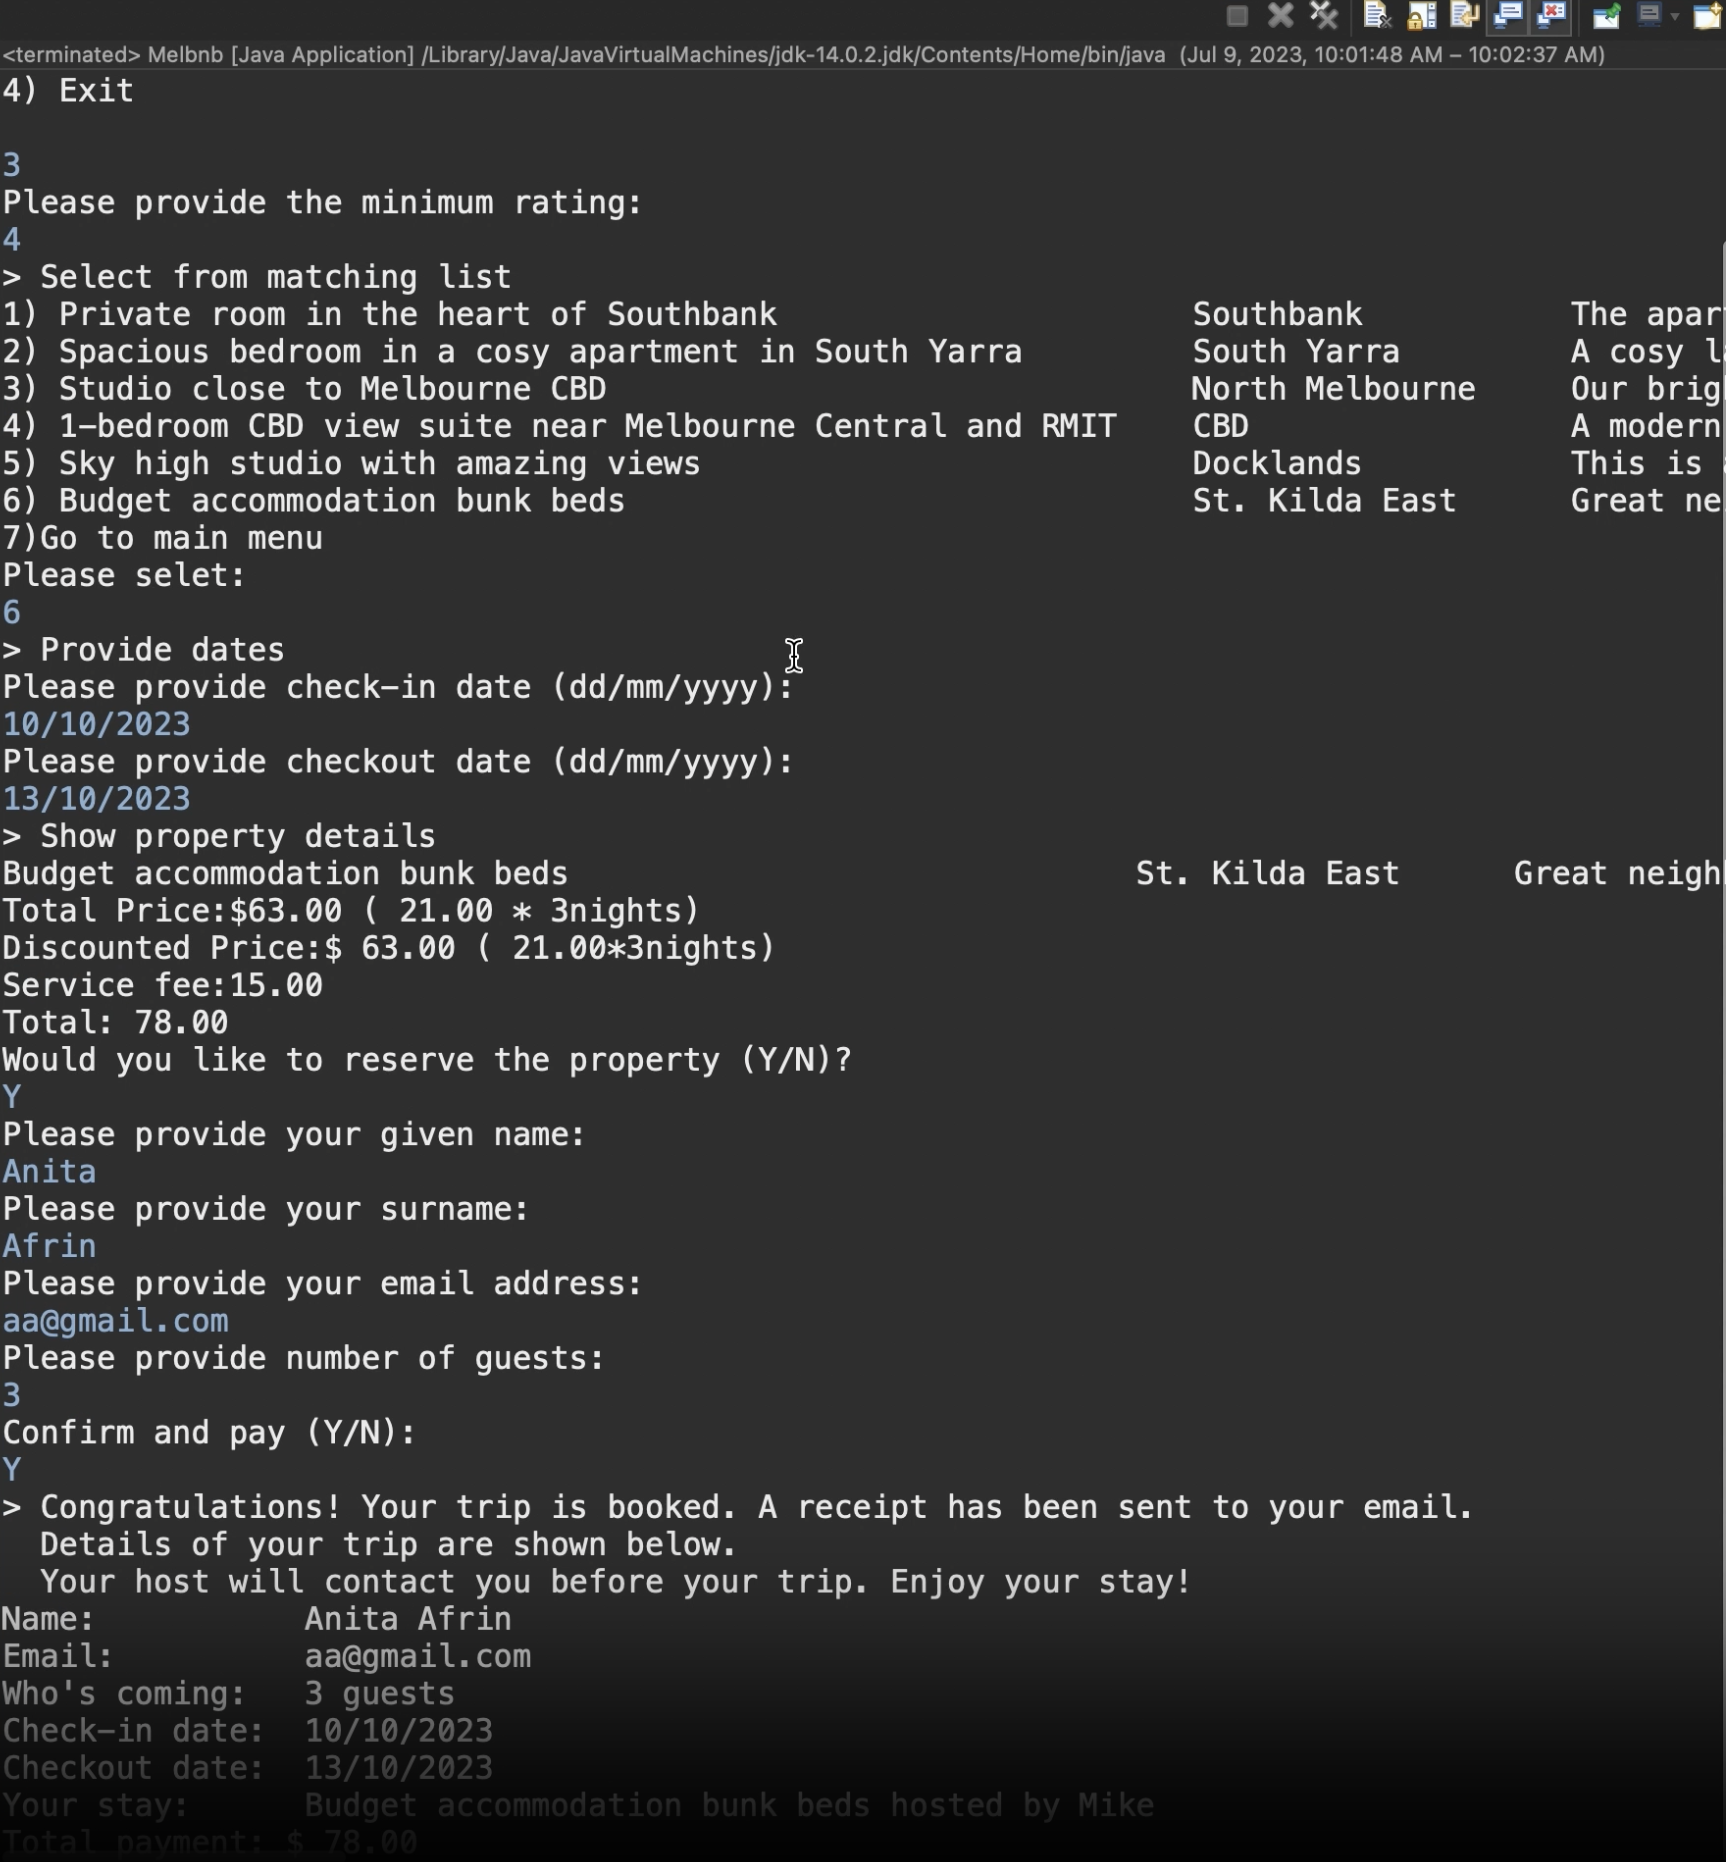 <terminated> Melbnb [Java Application] /Library/Java/JavaVirtualMachines/jdk-14.0.2.jdk/Contents/Home/bin/java (Jul 9, 2023, 10:01:48 AM – 10:02:37 AM)
4) Exit
3
Please provide the minimum rating:
4
> Select from matching list
1) Private room in the heart of Southbank Southbank The apar
2) Spacious bedroom in a cosy apartment in South Yarra South Yarra A cosy l
3) Studio close to Melbourne CBD North Melbourne Our brig
4) 1-bedroom CBD view suite near Melbourne Central and RMIT CBD A modern
5) Sky high studio with amazing views Docklands This is
6) Budget accommodation bunk beds St. Kilda East Great ne
7)Go to main menu
Please selet:
6
> Provide dates
Please provide check-in date (dd/mm/yyyy):
10/10/2023
Please provide checkout date (dd/mm/yyyy):
13/10/2023
> Show property details
Budget accommodation bunk beds St. Kilda East Great neigh
Total Price:$63.00 ( 21.00 * 3nights)
Discounted Price:$ 63.00 ( 21.00*3nights)
Service fee:15.00
Total: 78.00
Would you like to reserve the property (Y/N)?
Y
Please provide your given name:
Anita
Please provide your surname:
Afrin
Please provide your email address:
aa@gmail.com
Please provide number of guests:
3
Confirm and pay (Y/N):
Y
> Congratulations! Your trip is booked. A receipt has been sent to your email.
Details of your trip are shown below.
Your host will contact you before your trip. Enjoy your stay!
Name: Anita Afrin
Email: aa@gmail.com
Who's coming: 3 guests
Check-in date: 10/10/2023
Checkout date: 13/10/2023
Your stay: Budget accommodation bunk beds hosted by Mike
Total payment: $ 78.00